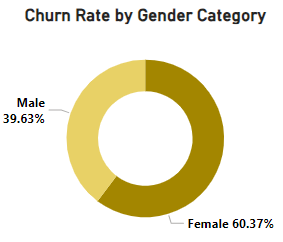 Churn Rate by Gender Category
Male
39.63%
Female 60.37%